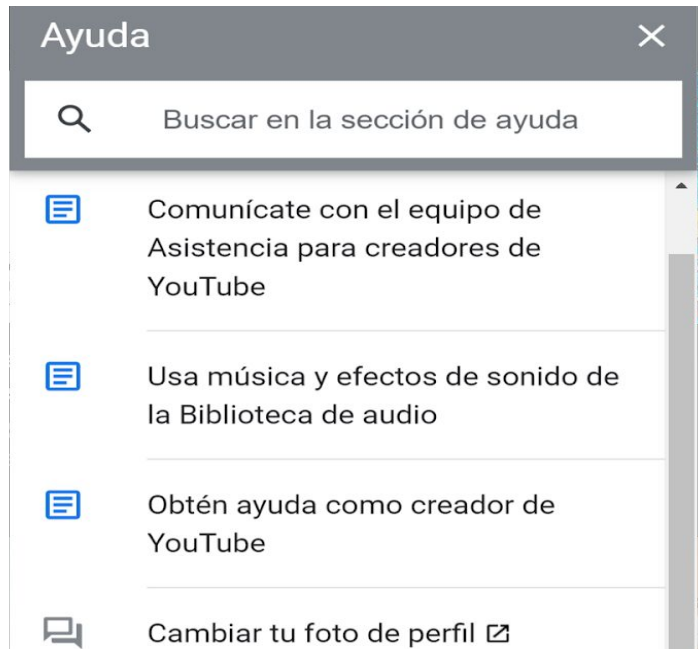 Ayuda
Buscar en la sección de ayuda
Comunícate con el equipo de
Asistencia para creadores de
YouTube
Usa música y efectos de sonido de
la Biblioteca de audio
Obtén ayuda como creador de
YouTube
Cambiar tu foto de perfil